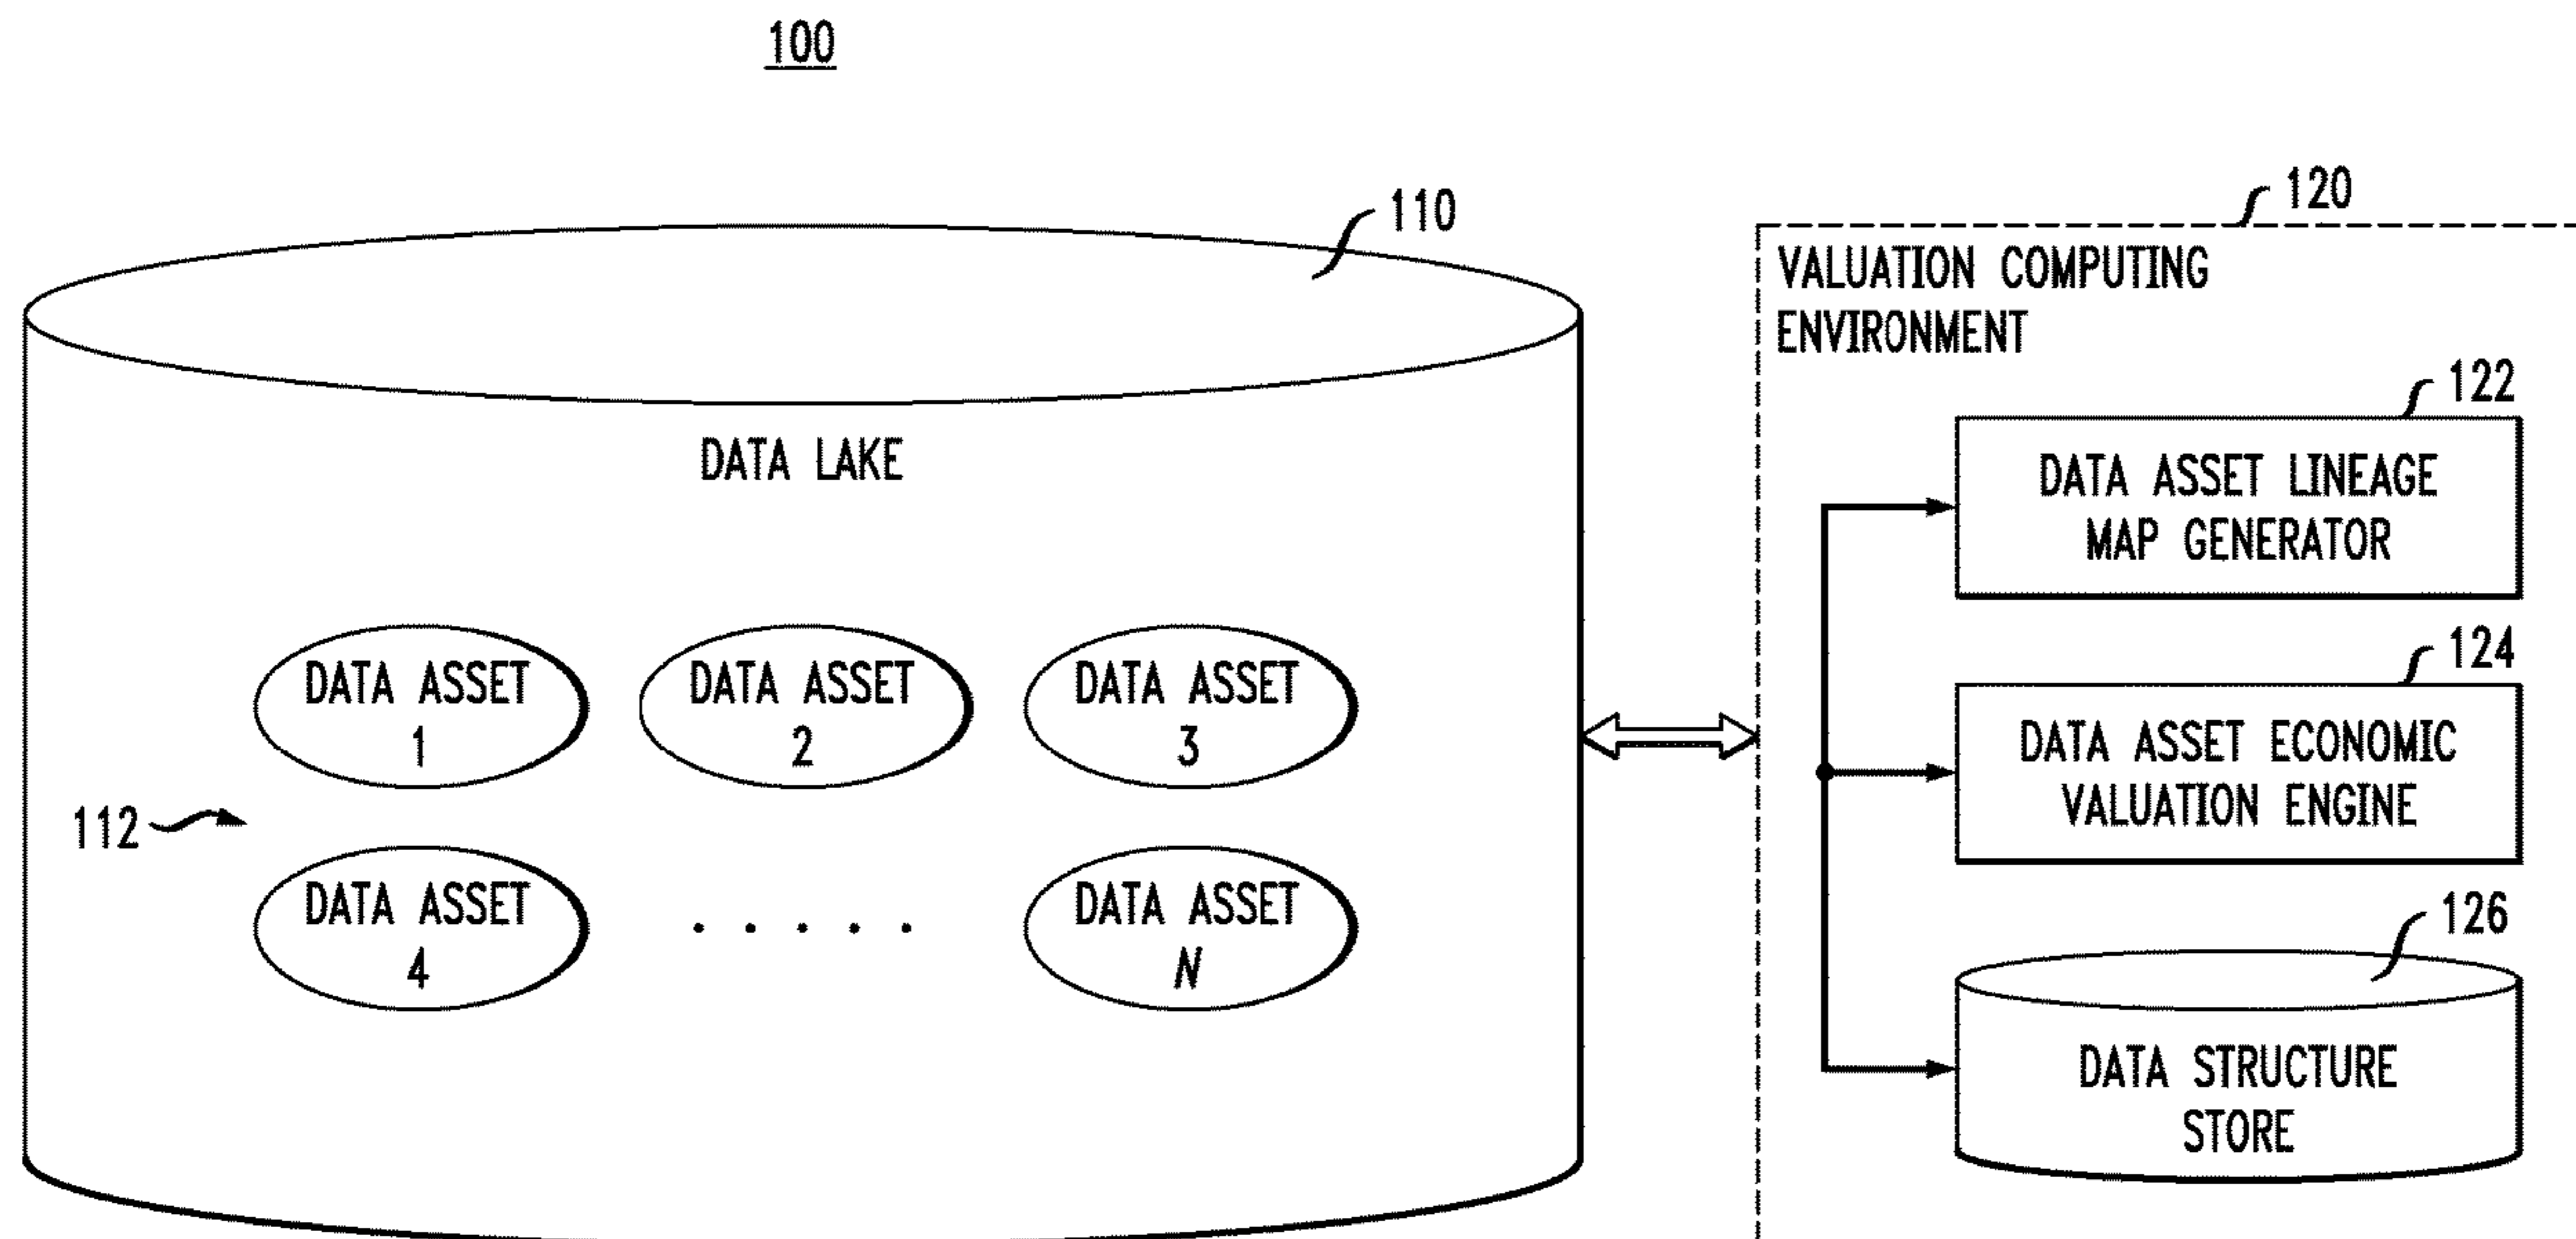 100
110
120
VALUATION COMPUTING
ENVIRONMENT
122
DATA LAKE
DATA ASSET LINEAGE
MAP GENERATOR
DATA ASSET
1
DATA ASSET
2
DATA ASSET
3
124
DATA ASSET ECONOMIC
VALUATION ENGINE
112
DATA ASSET
4
. . . . .
DATA ASSET
N
126
DATA STRUCTURE
STORE